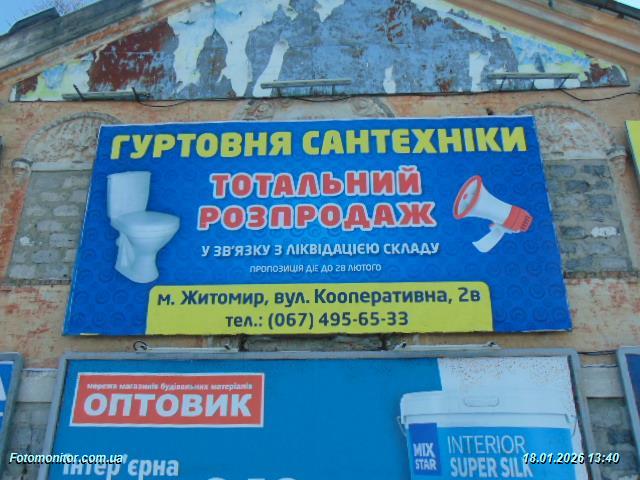 ГУРТОВНЯ САНТЕХНІКИ
ТОТАЛЬНИЙ
РОЗПРОДАЖ
У ЗВ'ЯЗКУ З ЛІКВІДАЦІЄЮ СКЛАДУ
ПРОПОЗИЦІЯ ДІЄ ДО 28 ЛЮТОГО
м. Житомир, вул. Кооперативна, 2в
тел.: (067) 495-65-33
мережа магазинів будівельних матеріалів
ОПТОВИК
Інтер'єрна
MIX
STAR
INTERIOR
SUPER SILK
Fotomonitor.com.ua
18.01.2026 13:40